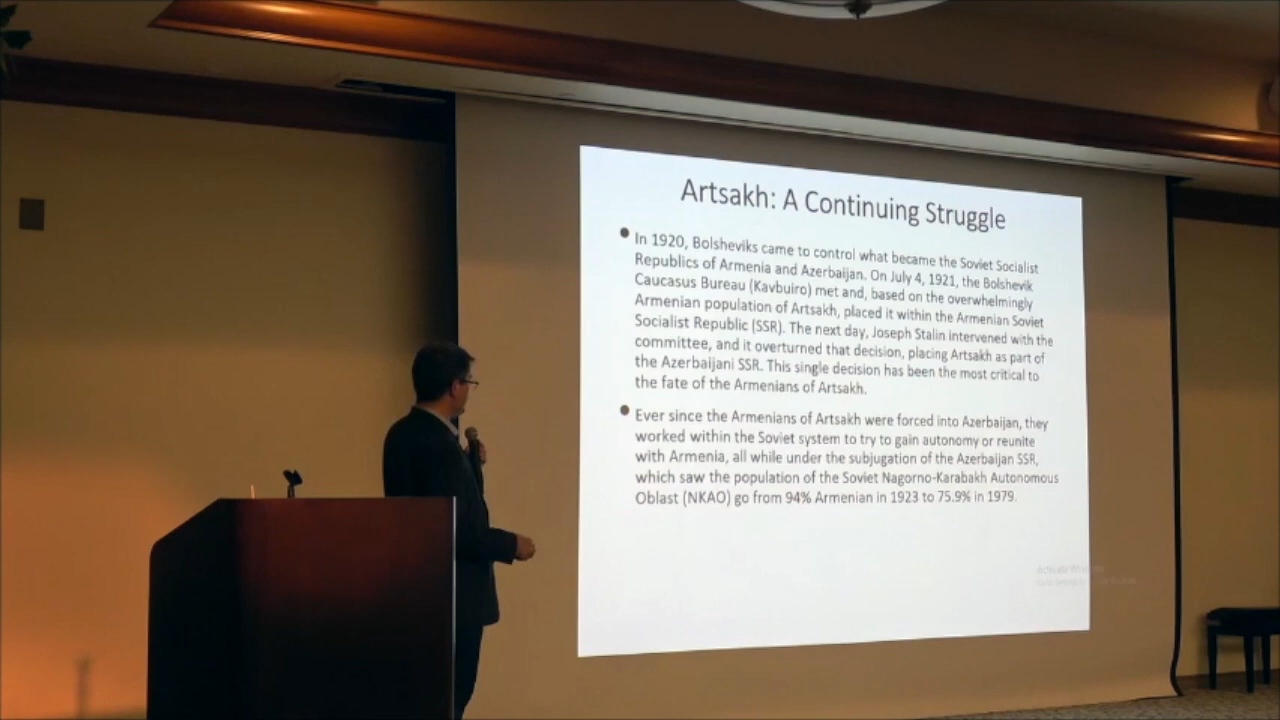 Artsakh: A Continuing Struggle
In 1920, Bolsheviks came to control what became the Soviet Socialist
Republics of Armenia and Azerbaijan. On July 4, 1921, the Bolshevik
Caucasus Bureau (Kavbuiro) met and, based on the overwhelmingly
Armenian population of Artsakh, placed it within the Armenian Soviet
Socialist Republic (SSR). The next day, Joseph Stalin intervened with the
committee, and it overturned that decision, placing Artsakh as part of
the Azerbaijani SSR. This single decision has been the most critical to
the fate of the Armenians of Artsakh.
Ever since the Armenians of Artsakh were forced into Azerbaijan, they
worked within the Soviet system to try to gain autonomy or reunite
with Armenia, all while under the subjugation of the Azerbaijan SSR,
which saw the population of the Soviet Nagorno-Karabakh Autonomous
Oblast (NKAO) go from 94% Armenian in 1923 to 75.9% in 1979.